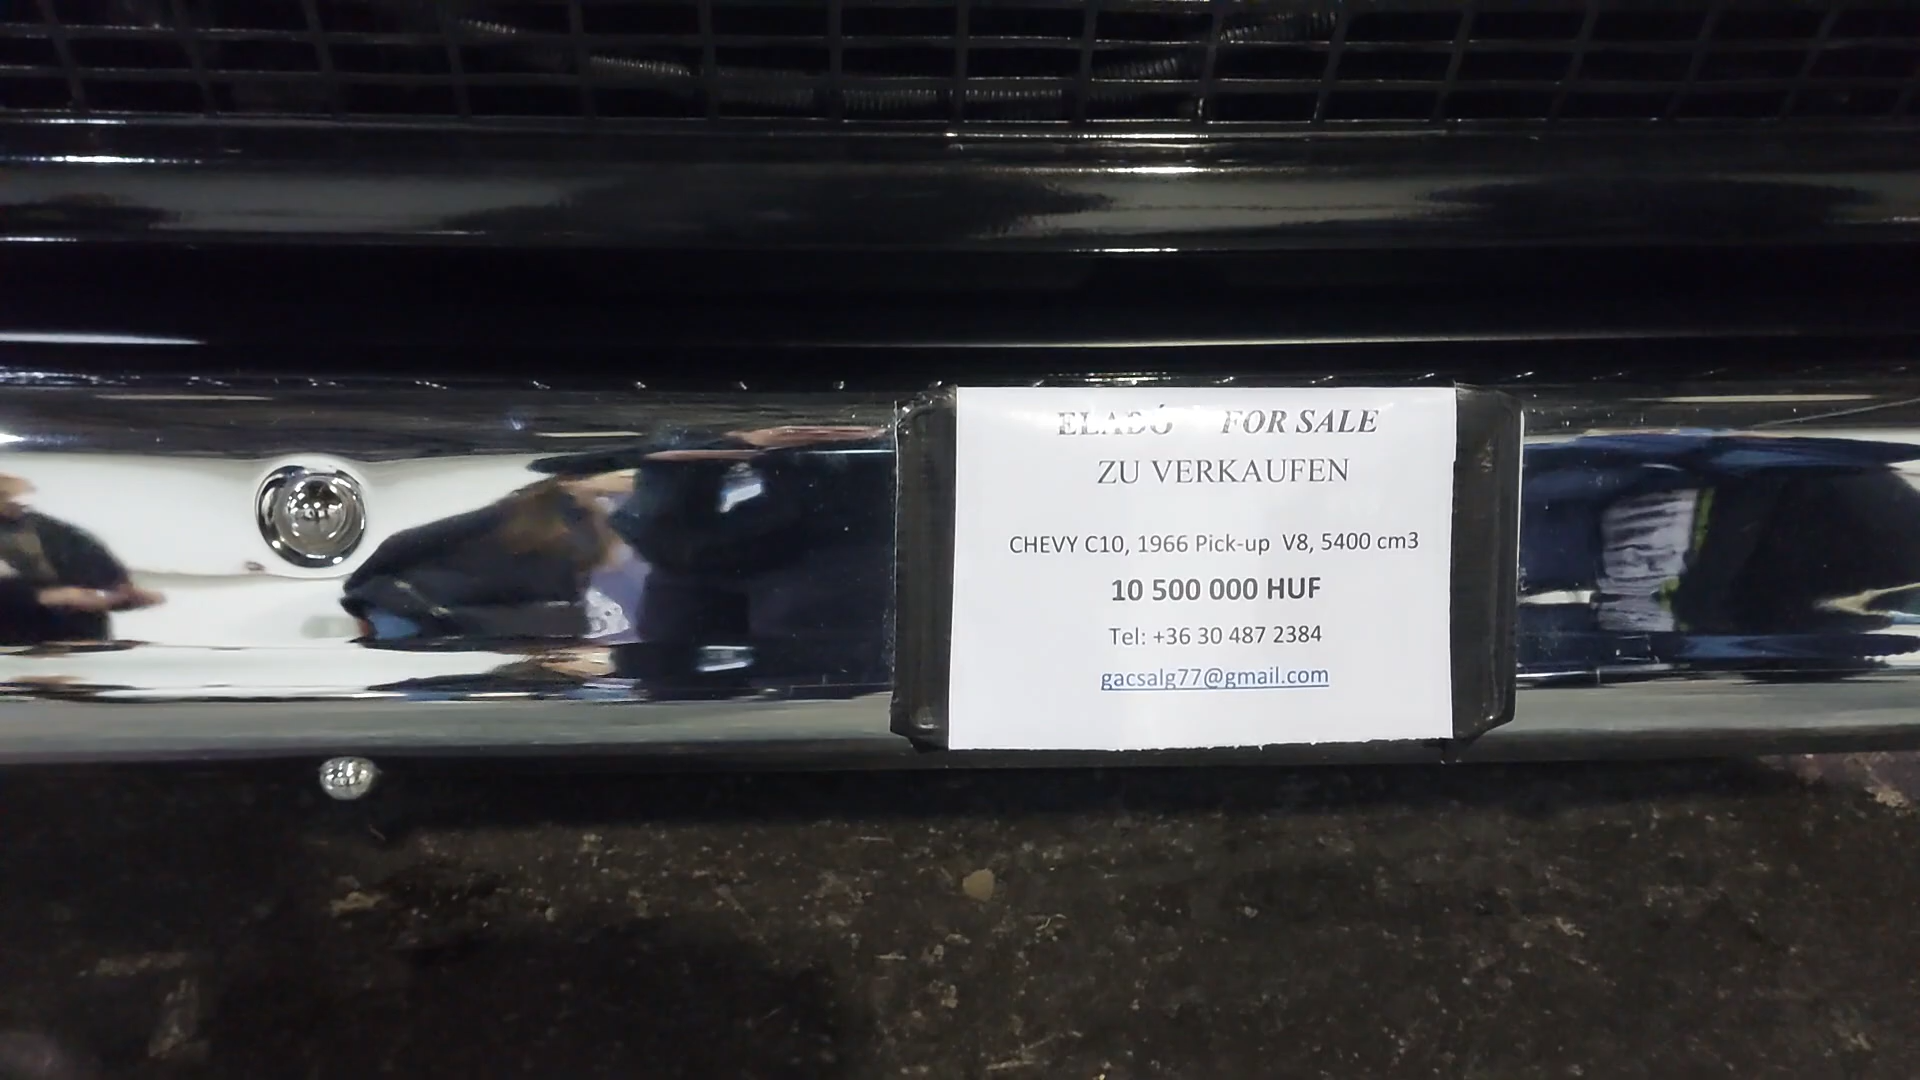 ELADÓ FOR SALE
ZU VERKAUFEN
CHEVY C10, 1966 Pick-up V8, 5400 cm3
10 500 000 HUF
Tel: +36 30 487 2384
gacsalg77@gmail.com